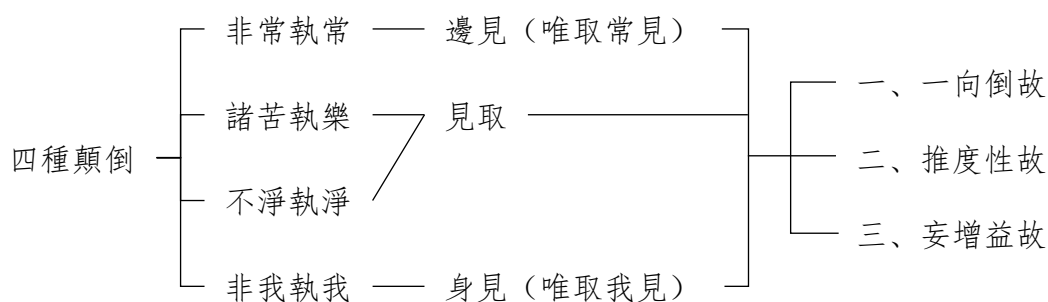 四種顛倒
非常執常
諸苦執樂
不淨執淨
非我執我
邊見（唯取常見）
見取
身見（唯取我見）
一、一向倒故
二、推度性故
三、妄增益故